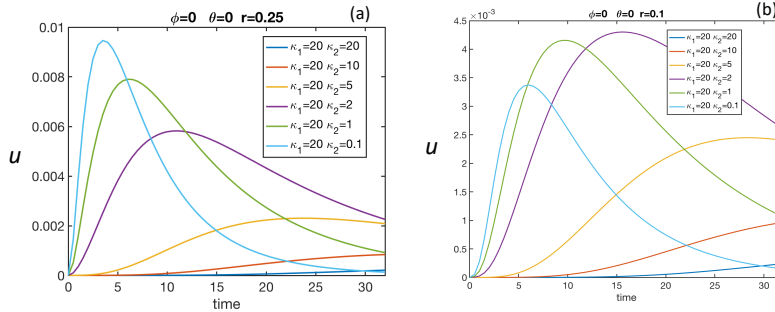 ϕ=0 θ=0 r=0.25 (a)
u
0.01
0.008
0.006
0.004
0.002
0
0 5 10 15 20 25 30
time
κ₁=20 κ₂=20
κ₁=20 κ₂=10
κ₁=20 κ₂=5
κ₁=20 κ₂=2
κ₁=20 κ₂=1
κ₁=20 κ₂=0.1
×10⁻³ ϕ=0 θ=0 r=0.1 (b)
u
4.5
4
3.5
3
2.5
2
1.5
1
0.5
0
0 5 10 15 20 25 30
time
κ₁=20 κ₂=20
κ₁=20 κ₂=10
κ₁=20 κ₂=5
κ₁=20 κ₂=2
κ₁=20 κ₂=1
κ₁=20 κ₂=0.1